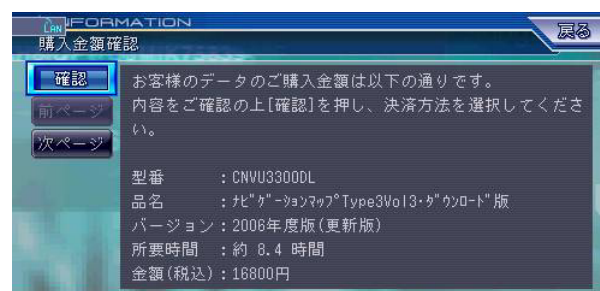 LAN INFORMATION
戻る
購入金額確認
確認
前ページ
次ページ
お客様のデータのご購入金額は以下の通りです。
内容をご確認の上[確認]を押し、決済方法を選択してくださ
い。
型番 :CNVU3300DL
品名 :ﾅﾋﾞｹﾞｰｼｮﾝﾏｯﾌﾟType3Vol3・ﾀﾞｳﾝﾛｰﾄﾞ版
バージョン:2006年度版(更新版)
所要時間 :約 8.4 時間
金額(税込):16800円